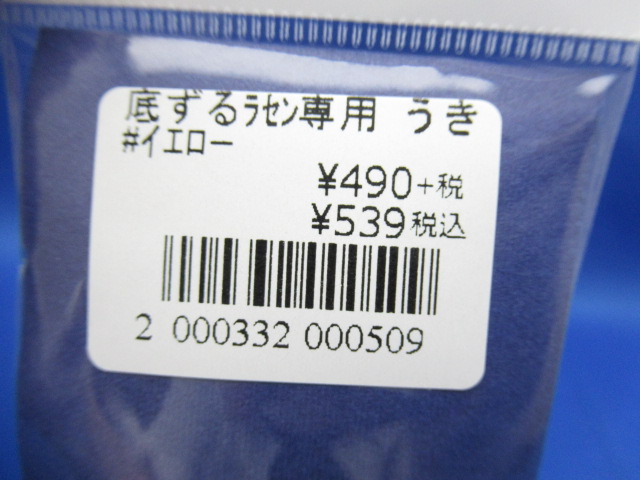 底ずるﾗｾﾝ専用 うき
#イエロー
¥490+税
¥539税込
2 000332 000509